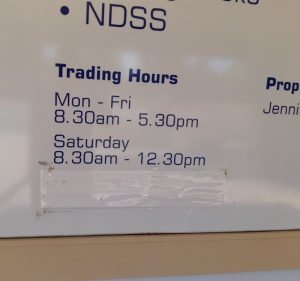 • NDSS
Trading Hours
Mon - Fri
8.30am - 5.30pm
Saturday
8.30am - 12.30pm